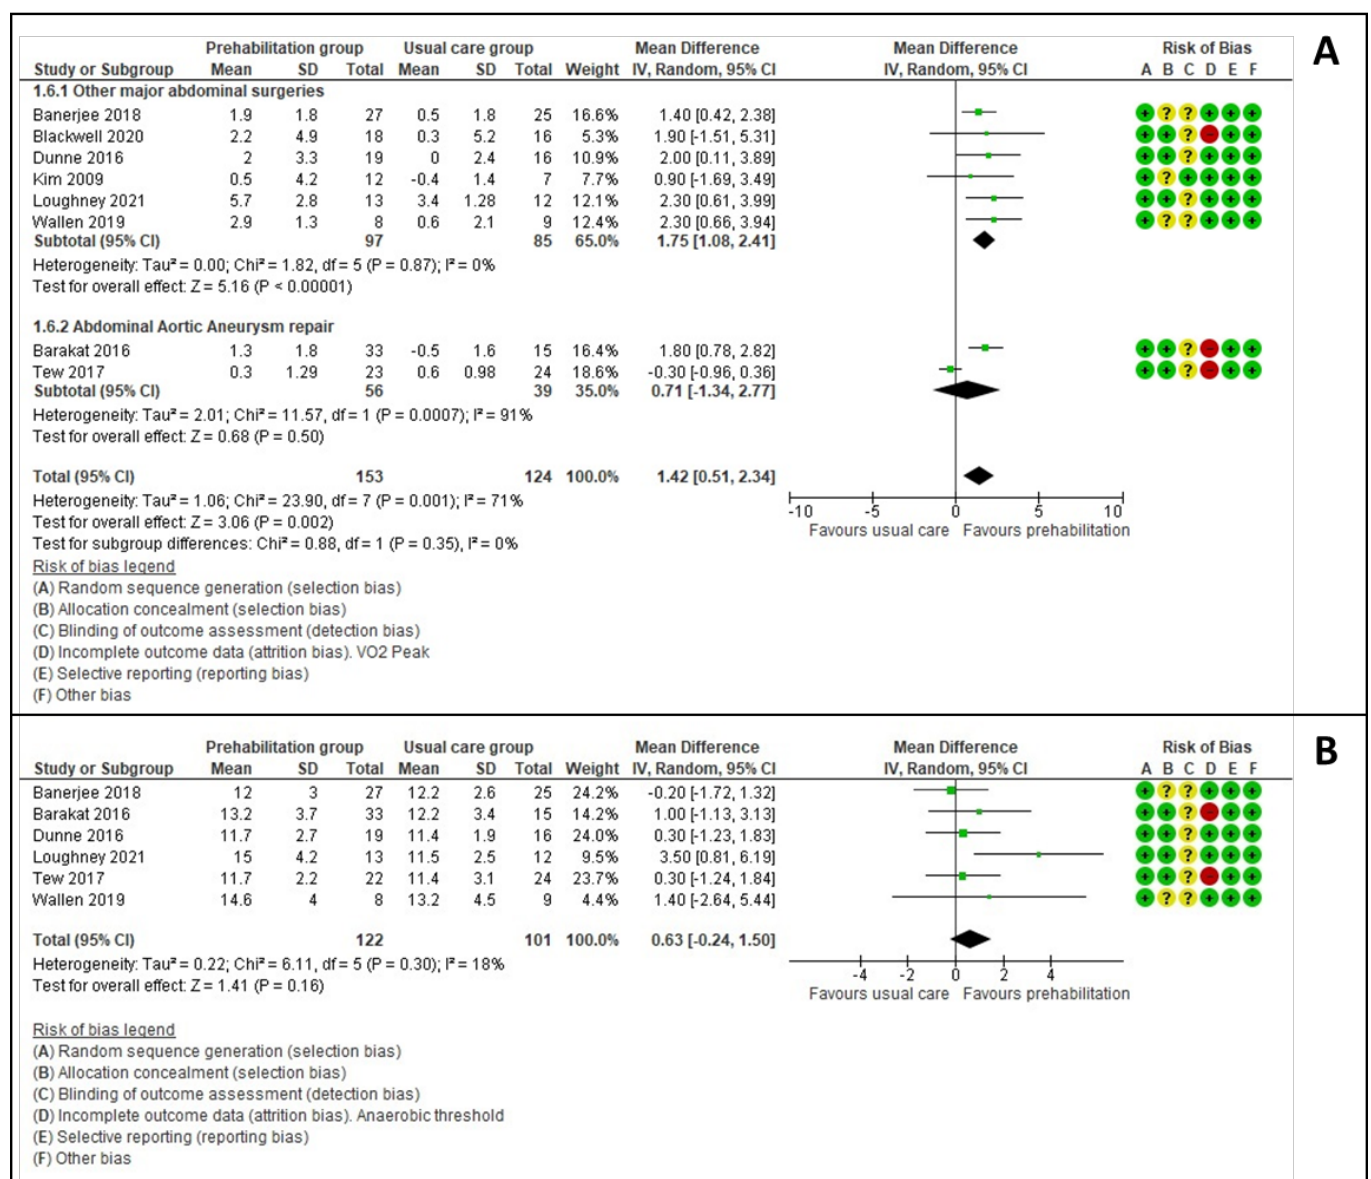 A
Prehabilitation group Usual care group Mean Difference Mean Difference Risk of Bias
Study or Subgroup Mean SD Total Mean SD Total Weight IV, Random, 95% CI IV, Random, 95% CI A B C D E F
1.6.1 Other major abdominal surgeries
Banerjee 2018 1.9 1.8 27 0.5 1.8 25 16.6% 1.40 [0.42, 2.38] + ? ? + + +
Blackwell 2020 2.2 4.9 18 0.3 5.2 16 5.3% 1.90 [-1.51, 5.31] + + ? - + +
Dunne 2016 2 3.3 19 0 2.4 16 10.9% 2.00 [0.11, 3.89] + + ? + + +
Kim 2009 0.5 4.2 12 -0.4 1.4 7 7.7% 0.90 [-1.69, 3.49] + ? + + + +
Loughney 2021 5.7 2.8 13 3.4 1.28 12 12.1% 2.30 [0.61, 3.99] + + ? + + +
Wallen 2019 2.9 1.3 8 0.6 2.1 9 12.4% 2.30 [0.66, 3.94] + ? ? + + +
Subtotal (95% CI) 97 85 65.0% 1.75 [1.08, 2.41]
Heterogeneity: Tau² = 0.00; Chi² = 1.82, df = 5 (P = 0.87); I² = 0%
Test for overall effect: Z = 5.16 (P < 0.00001)
1.6.2 Abdominal Aortic Aneurysm repair
Barakat 2016 1.3 1.8 33 -0.5 1.6 15 16.4% 1.80 [0.78, 2.82] + + ? - + +
Tew 2017 0.3 1.29 23 0.6 0.98 24 18.6% -0.30 [-0.96, 0.36] + + ? - + +
Subtotal (95% CI) 56 39 35.0% 0.71 [-1.34, 2.77]
Heterogeneity: Tau² = 2.01; Chi² = 11.57, df = 1 (P = 0.0007); I² = 91%
Test for overall effect: Z = 0.68 (P = 0.50)
Total (95% CI) 153 124 100.0% 1.42 [0.51, 2.34]
Heterogeneity: Tau² = 1.06; Chi² = 23.90, df = 7 (P = 0.001); I² = 71%
Test for overall effect: Z = 3.06 (P = 0.002)
Test for subgroup differences: Chi² = 0.88, df = 1 (P = 0.35), I² = 0%
-10 -5 0 5 10
Favours usual care Favours prehabilitation
Risk of bias legend
(A) Random sequence generation (selection bias)
(B) Allocation concealment (selection bias)
(C) Blinding of outcome assessment (detection bias)
(D) Incomplete outcome data (attrition bias). VO2 Peak
(E) Selective reporting (reporting bias)
(F) Other bias
B
Prehabilitation group Usual care group Mean Difference Mean Difference Risk of Bias
Study or Subgroup Mean SD Total Mean SD Total Weight IV, Random, 95% CI IV, Random, 95% CI A B C D E F
Banerjee 2018 12 3 27 12.2 2.6 25 24.2% -0.20 [-1.72, 1.32] + ? ? + + +
Barakat 2016 13.2 3.7 33 12.2 3.4 15 14.2% 1.00 [-1.13, 3.13] + + ? - + +
Dunne 2016 11.7 2.7 19 11.4 1.9 16 24.0% 0.30 [-1.23, 1.83] + + ? + + +
Loughney 2021 15 4.2 13 11.5 2.5 12 9.5% 3.50 [0.81, 6.19] + + ? + + +
Tew 2017 11.7 2.2 22 11.4 3.1 24 23.7% 0.30 [-1.24, 1.84] + + ? - + +
Wallen 2019 14.6 4 8 13.2 4.5 9 4.4% 1.40 [-2.64, 5.44] + ? ? + + +
Total (95% CI) 122 101 100.0% 0.63 [-0.24, 1.50]
Heterogeneity: Tau² = 0.22; Chi² = 6.11, df = 5 (P = 0.30); I² = 18%
Test for overall effect: Z = 1.41 (P = 0.16)
-4 -2 0 2 4
Favours usual care Favours prehabilitation
Risk of bias legend
(A) Random sequence generation (selection bias)
(B) Allocation concealment (selection bias)
(C) Blinding of outcome assessment (detection bias)
(D) Incomplete outcome data (attrition bias). Anaerobic threshold
(E) Selective reporting (reporting bias)
(F) Other bias